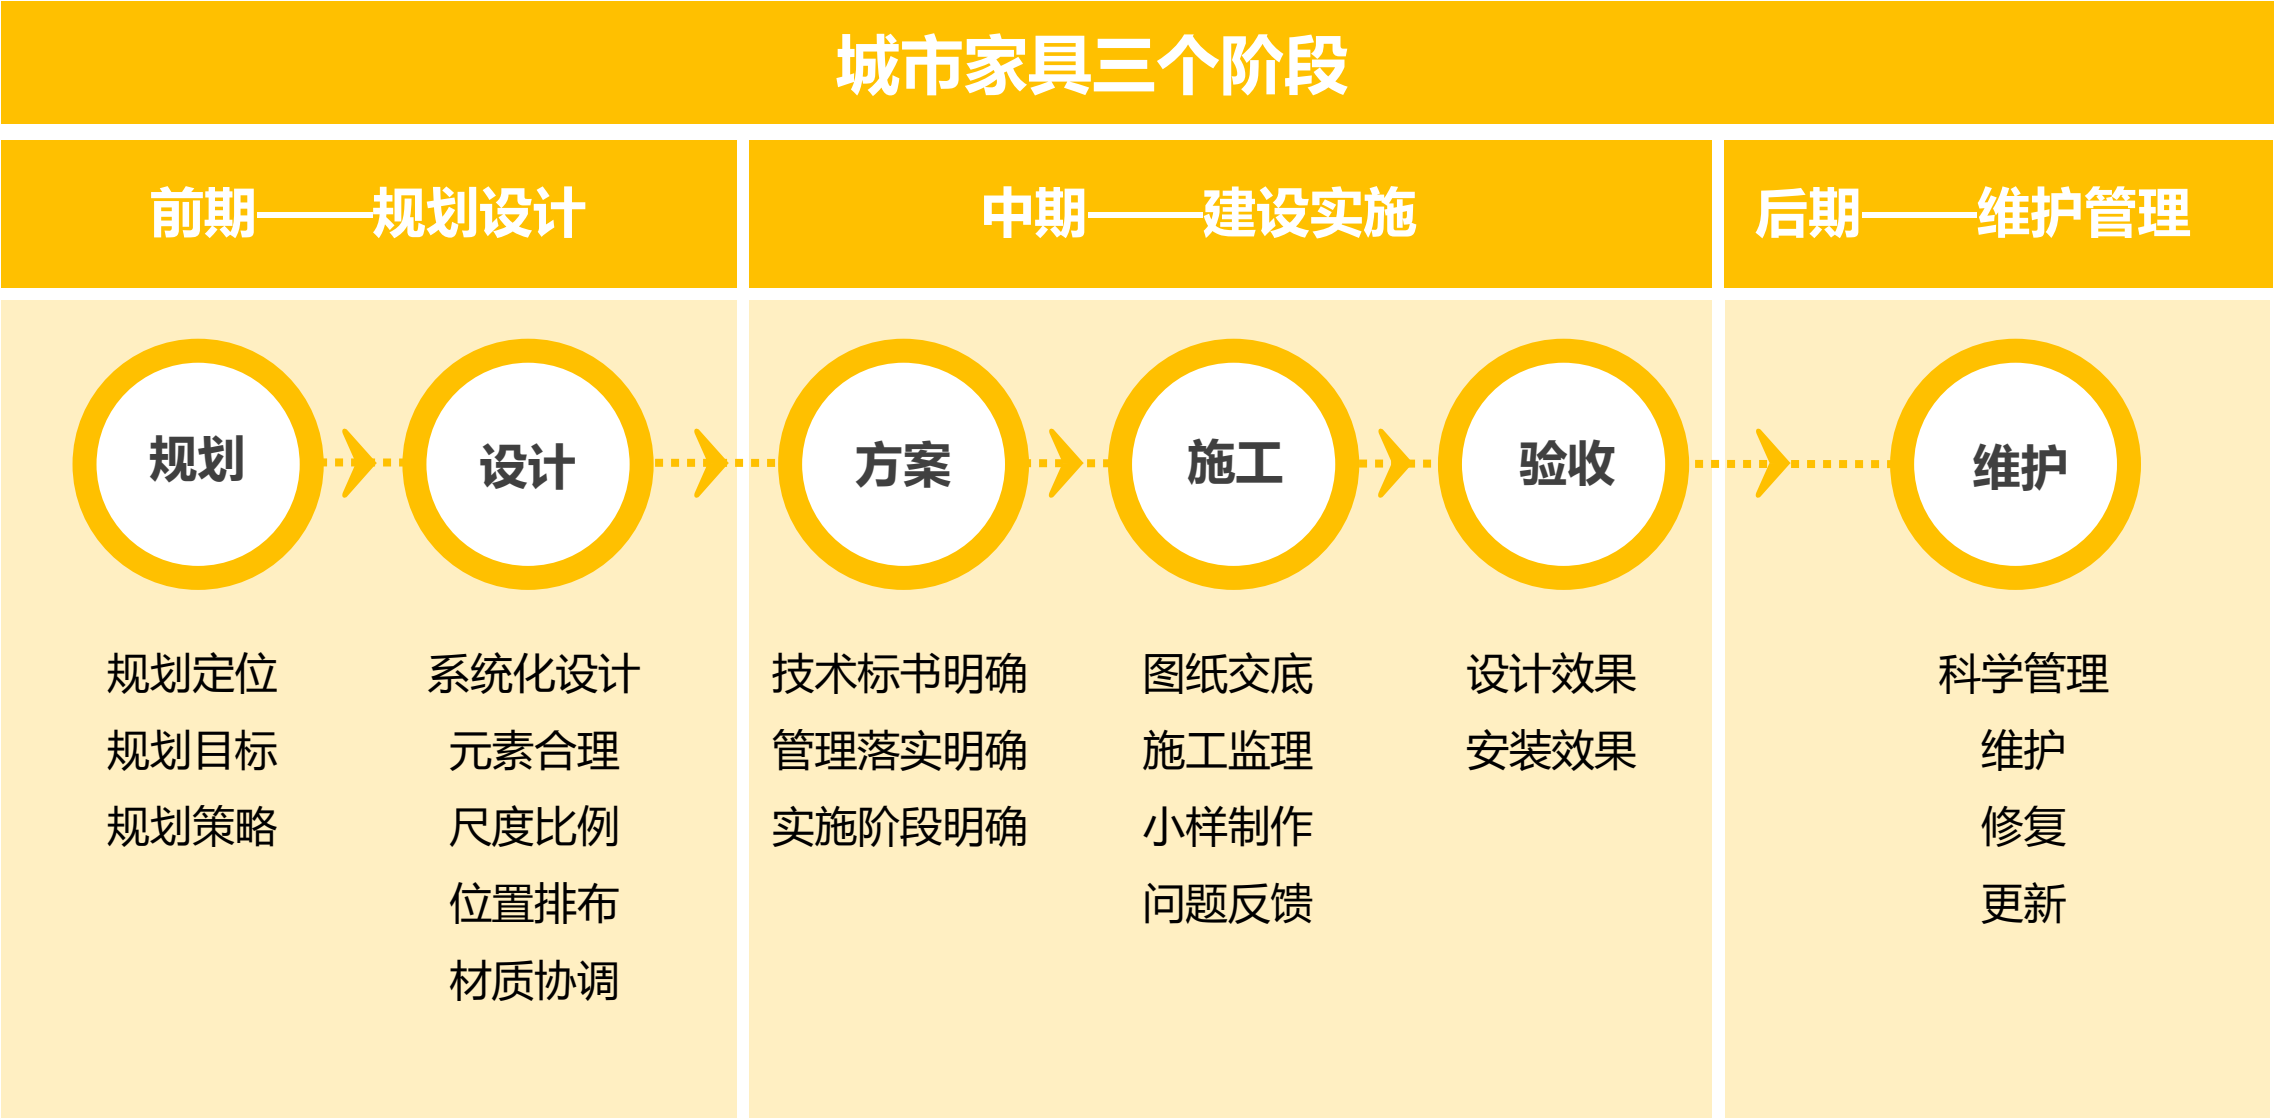 城市家具三个阶段
前期——规划设计
中期——建设实施
后期——维护管理
规划
设计
方案
施工
验收
维护
规划定位
规划目标
规划策略
系统化设计
元素合理
尺度比例
位置排布
材质协调
技术标书明确
管理落实明确
实施阶段明确
图纸交底
施工监理
小样制作
问题反馈
设计效果
安装效果
科学管理
维护
修复
更新